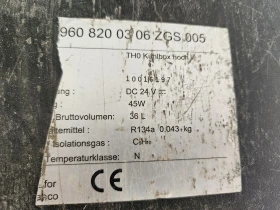 960 820 03 06 ZGS 005
TH0 Kühlbox hoch
DC 24 V
45W
Bruttovolumen: 36 L
R134a 0,043 kg
solationsgas :
Temperaturklasse: N
for
CE